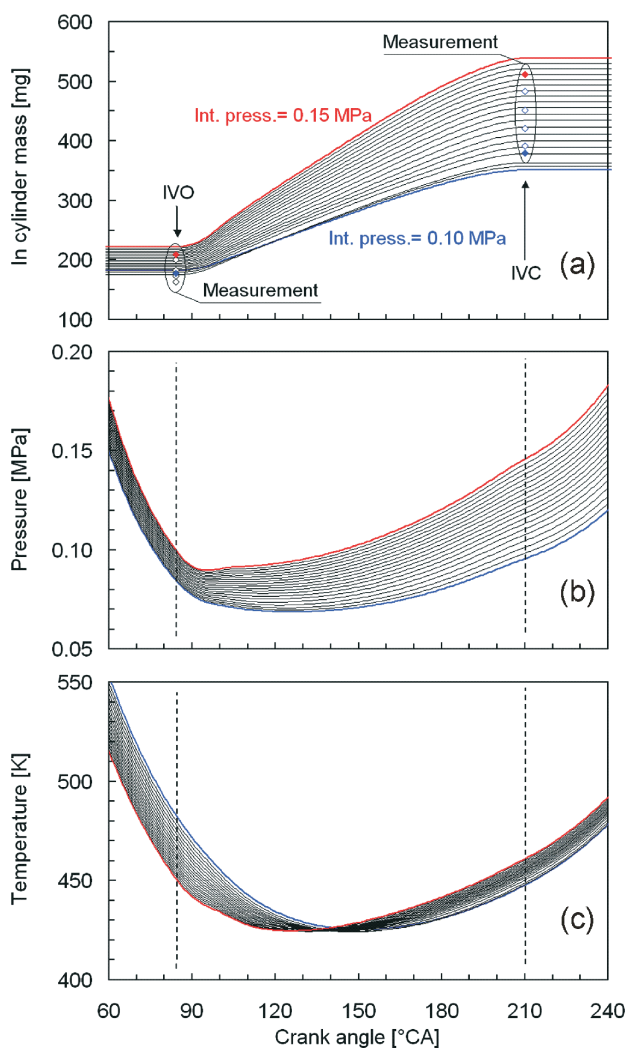 600
500
400
300
200
100
In cylinder mass [mg]
Measurement
Int. press.= 0.15 MPa
IVO
Int. press.= 0.10 MPa
Measurement
IVC
(a)
0.20
0.15
0.10
0.05
Pressure [MPa]
(b)
550
500
450
400
Temperature [K]
(c)
60 90 120 150 180 210 240
Crank angle [°CA]